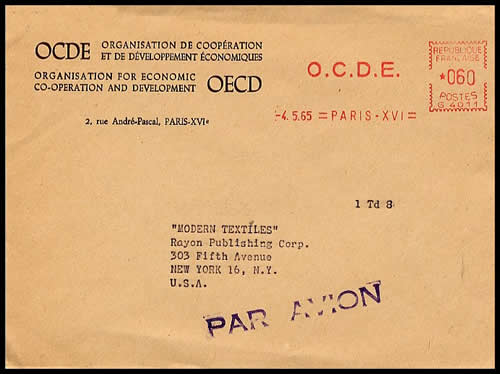 OCDE ORGANISATION DE COOPÉRATION
ET DE DÉVELOPPEMENT ÉCONOMIQUES
ORGANISATION FOR ECONOMIC
CO-OPERATION AND DEVELOPMENT OECD
2, rue André-Pascal, PARIS-XVIe
O.C.D.E.
-4.5.65 = PARIS-XVI =
REPUBLIQUE
FRANCAISE
*060
POSTES
G 4011
1 Td 8
"MODERN TEXTILES"
Rayon Publishing Corp.
303 Fifth Avenue
NEW YORK 16, N.Y.
U.S.A.
PAR AVION